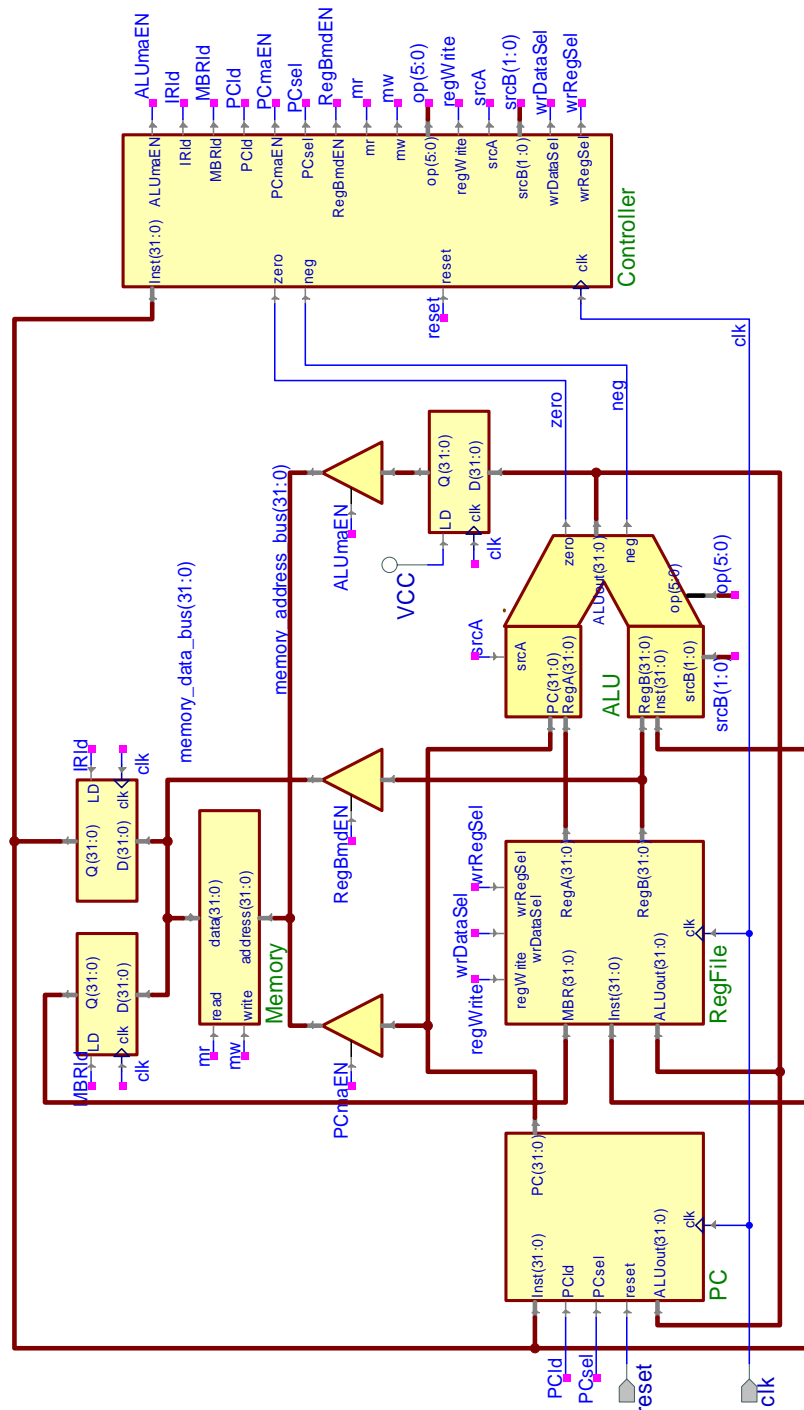 ALUmaEN
IRld
MBRld
PCld
PCmaEN
PCsel
RegBmdEN
mr
mw
op(5:0)
regWrite
srcA
srcB(1:0)
wrDataSel
wrRegSel
Inst(31:0)
ALUmaEN
IRld
MBRld
PCld
PCmaEN
PCsel
RegBmdEN
mr
mw
op(5:0)
regWrite
srcA
srcB(1:0)
wrDataSel
wrRegSel
zero
neg
reset
clk
reset
Controller
clk
zero
neg
memory_data_bus(31:0)
memory_address_bus(31:0)
IRld
clk
Q(31:0)
D(31:0)
LD
clk
MBRld
clk
Q(31:0)
D(31:0)
LD
clk
data(31:0)
address(31:0)
read
write
Memory
mr
mw
ALUmaEN
RegBmdEN
PCmaEN
VCC
LD
clk
Q(31:0)
D(31:0)
clk
srcA
srcA
PC(31:0)
RegA(31:0)
ALU
RegB(31:0)
Inst(31:0)
srcB(1:0)
srcB(1:0)
zero
ALUout(31:0)
neg
op(5:0)
op(5:0)
regWrite
wrDataSel
wrRegSel
regWrite
wrDataSel
wrRegSel
MBR(31:0)
Inst(31:0)
ALUout(31:0)
RegA(31:0)
RegB(31:0)
clk
RegFile
PC(31:0)
Inst(31:0)
PCld
PCsel
reset
ALUout(31:0)
clk
PC
PCld
PCsel
reset
clk